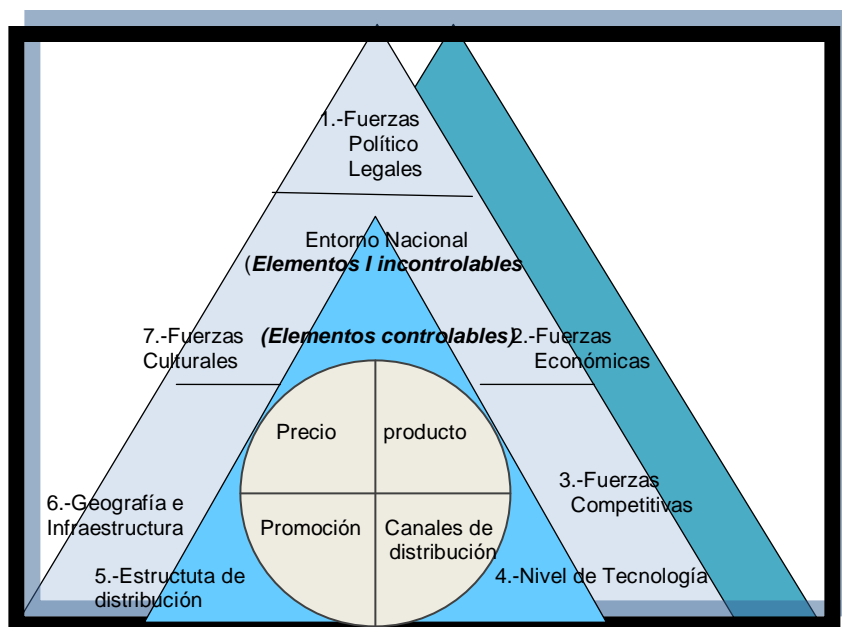 1.-Fuerzas
Político
Legales
Entorno Nacional
(Elementos I incontrolables
7.-Fuerzas
Culturales
(Elementos controlables)
2.-Fuerzas
Económicas
Precio
producto
3.-Fuerzas
Competitivas
6.-Geografía e
Infraestructura
Promoción
Canales de
distribución
5.-Estructuta de
distribución
4.-Nivel de Tecnología